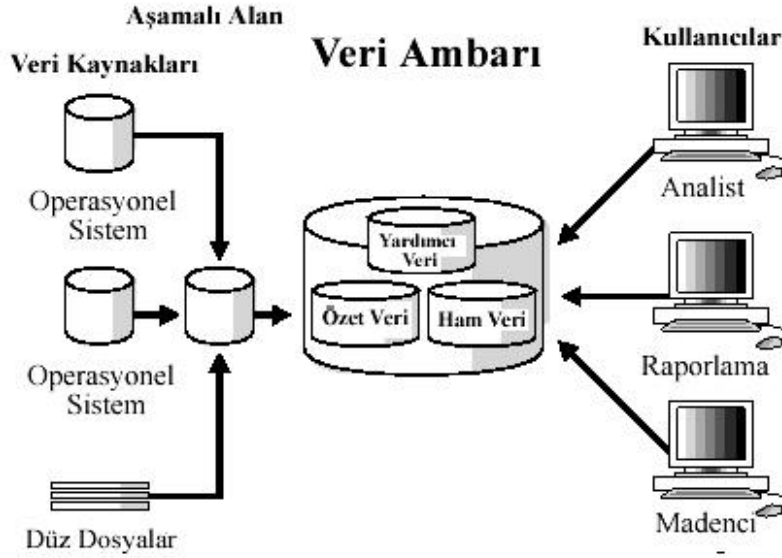 Aşamalı Alan
Veri Ambarı
Kullanıcılar
Veri Kaynakları
Operasyonel
Sistem
Operasyonel
Sistem
Düz Dosyalar
Yardımcı
Veri
Özet Veri
Ham Veri
Analist
Raporlama
Madenci